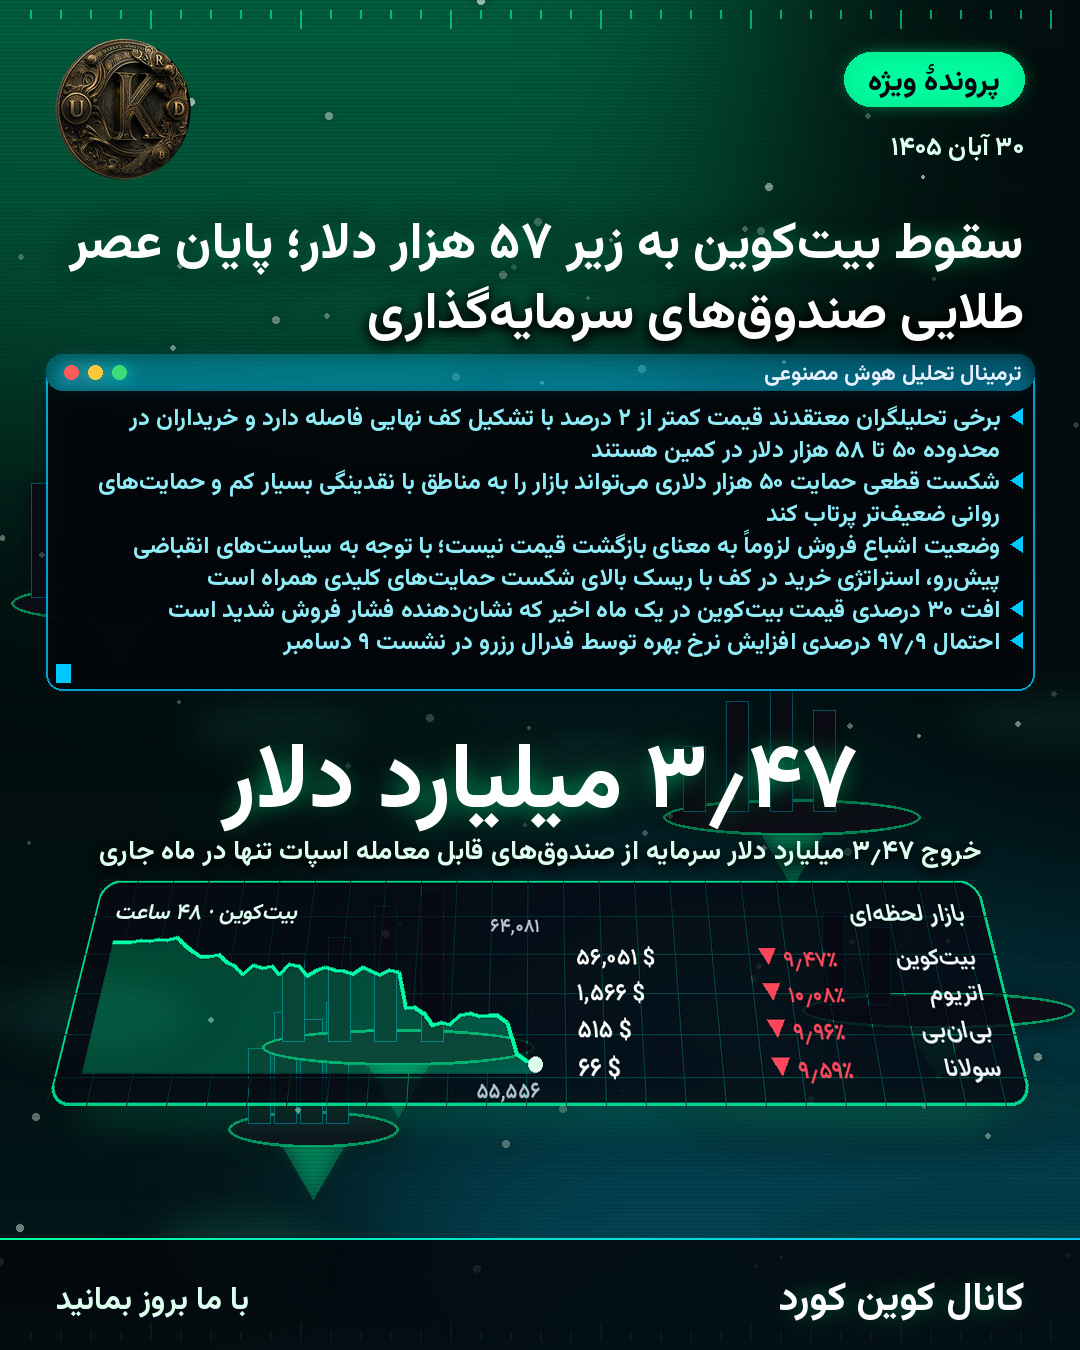 پروندهٔ ویژه
۳۰ آبان ۱۴۰۵
سقوط بیت‌کوین به زیر ۵۷ هزار دلار؛ پایان عصر
طلایی صندوق‌های سرمایه‌گذاری
ترمینال تحلیل هوش مصنوعی
برخی تحلیلگران معتقدند قیمت کمتر از ۲ درصد با تشکیل کف نهایی فاصله دارد و خریداران در
محدوده ۵۰ تا ۵۸ هزار دلار در کمین هستند
شکست قطعی حمایت ۵۰ هزار دلاری می‌تواند بازار را به مناطق با نقدینگی بسیار کم و حمایت‌های
روانی ضعیف‌تر پرتاب کند
وضعیت اشباع فروش لزوماً به معنای بازگشت قیمت نیست؛ با توجه به سیاست‌های انقباضی
پیش‌رو، استراتژی خرید در کف با ریسک بالای شکست حمایت‌های کلیدی همراه است
افت ۳۰ درصدی قیمت بیت‌کوین در یک ماه اخیر که نشان‌دهنده فشار فروش شدید است
احتمال ۹۷٫۹ درصدی افزایش نرخ بهره توسط فدرال رزرو در نشست ۹ دسامبر
۳٫۴۷ میلیارد دلار
خروج ۳٫۴۷ میلیارد دلار سرمایه از صندوق‌های قابل معامله اسپات تنها در ماه جاری
بازار لحظه‌ای
بیت‌کوین · ۴۸ ساعت
۶۴,۰۸۱
بیت‌کوین ▼ ۹٫۴۷٪ ۵۶,۰۵۱ $
اتریوم ▼ ۱۰٫۰۸٪ ۱,۵۶۶ $
بی‌ان‌بی ▼ ۹٫۹۶٪ ۵۱۵ $
سولانا ▼ ۹٫۵۹٪ ۶۶ $
۵۵,۵۵۶
کانال کوین کورد
با ما بروز بمانید